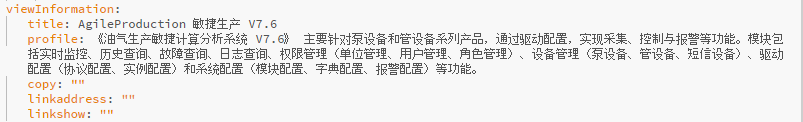 viewInformation:
title: AgileProduction 敏捷生产 V7.6
profile: 《油气生产敏捷计算分析系统 V7.6》 主要针对泵设备和管设备系列产品，通过驱动配置，实现采集、控制与报警等功能。模块包
括实时监控、历史查询、故障查询、日志查询、权限管理（单位管理、用户管理、角色管理）、设备管理（泵设备、管设备、短信设备）、驱动
配置（协议配置、实例配置）和系统配置（模块配置、字典配置、报警配置）等功能。
copy: ""
linkaddress: ""
linkshow: ""